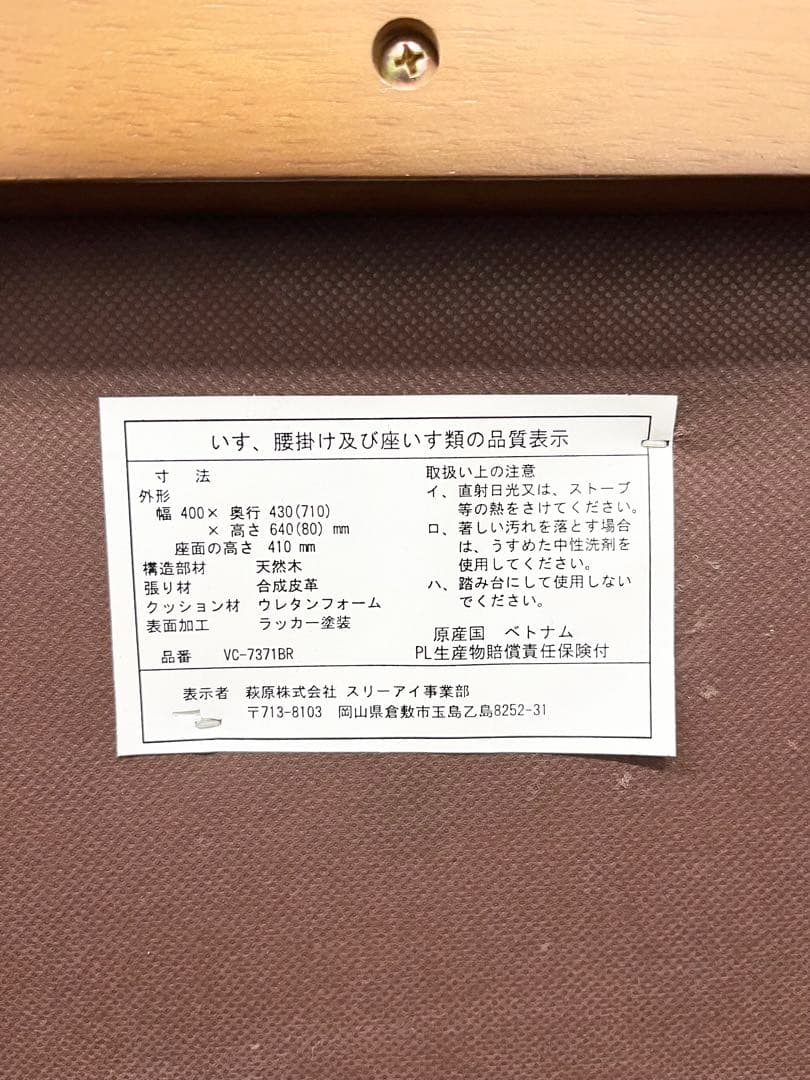 いす、腰掛け及び座いす類の品質表示
寸 法
外形
幅 400× 奥行 430(710)
× 高さ 640(80) mm
座面の高さ 410 mm
構造部材 天然木
張り材 合成皮革
クッション材 ウレタンフォーム
表面加工 ラッカー塗装
品番 VC-7371BR
取扱い上の注意
イ、直射日光又は、ストーブ
等の熱をさけてください。
ロ、著しい汚れを落とす場合
は、うすめた中性洗剤を
使用してください。
ハ、踏み台にして使用しない
でください。
原産国 ベトナム
PL生産物賠償責任保険付
表示者 萩原株式会社 スリーアイ事業部
〒713-8103 岡山県倉敷市玉島乙島8252-31